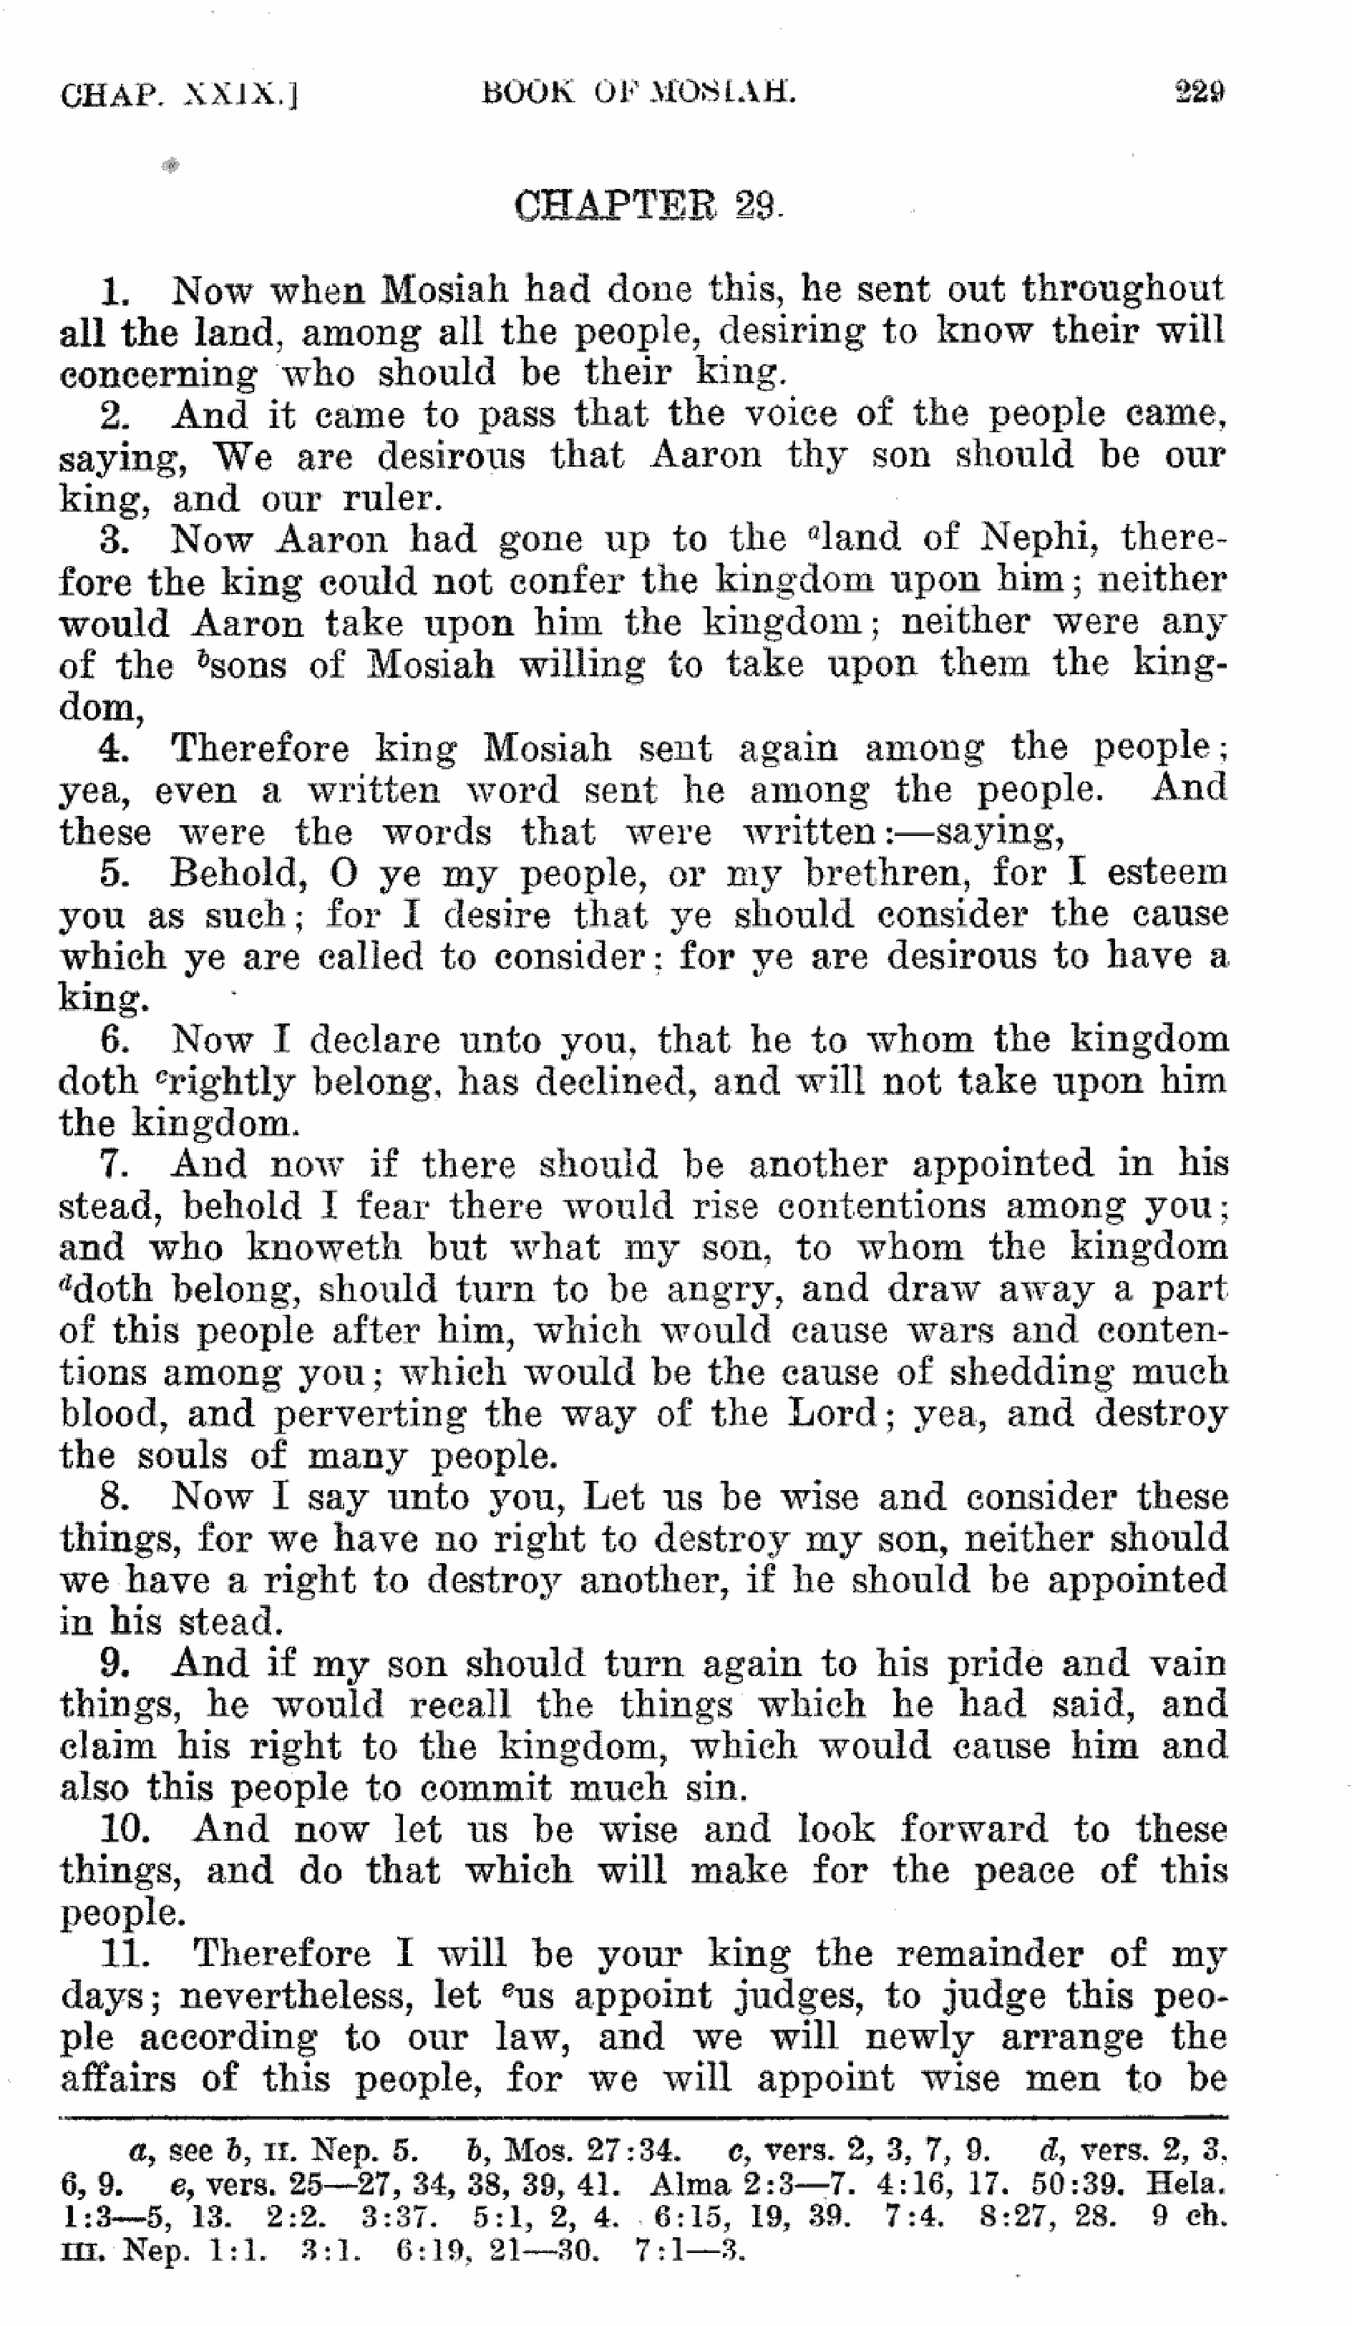 CHAP. XXIX.] BOOK OF MOSIAH. 229
CHAPTER 29.
1. Now when Mosiah had done this, he sent out throughout
all the land, among all the people, desiring to know their will
concerning who should be their king.
2. And it came to pass that the voice of the people came,
saying, We are desirous that Aaron thy son should be our
king, and our ruler.
3. Now Aaron had gone up to the ᵃland of Nephi, there-
fore the king could not confer the kingdom upon him; neither
would Aaron take upon him the kingdom; neither were any
of the ᵇsons of Mosiah willing to take upon them the king-
dom,
4. Therefore king Mosiah sent again among the people;
yea, even a written word sent he among the people. And
these were the words that were written:—saying,
5. Behold, O ye my people, or my brethren, for I esteem
you as such; for I desire that ye should consider the cause
which ye are called to consider: for ye are desirous to have a
king.
6. Now I declare unto you, that he to whom the kingdom
doth ᶜrightly belong, has declined, and will not take upon him
the kingdom.
7. And now if there should be another appointed in his
stead, behold I fear there would rise contentions among you;
and who knoweth but what my son, to whom the kingdom
ᵈdoth belong, should turn to be angry, and draw away a part
of this people after him, which would cause wars and conten-
tions among you; which would be the cause of shedding much
blood, and perverting the way of the Lord; yea, and destroy
the souls of many people.
8. Now I say unto you, Let us be wise and consider these
things, for we have no right to destroy my son, neither should
we have a right to destroy another, if he should be appointed
in his stead.
9. And if my son should turn again to his pride and vain
things, he would recall the things which he had said, and
claim his right to the kingdom, which would cause him and
also this people to commit much sin.
10. And now let us be wise and look forward to these
things, and do that which will make for the peace of this
people.
11. Therefore I will be your king the remainder of my
days; nevertheless, let ᵉus appoint judges, to judge this peo-
ple according to our law, and we will newly arrange the
affairs of this people, for we will appoint wise men to be
a, see b, II. Nep. 5. b, Mos. 27:34. c, vers. 2, 3, 7, 9. d, vers. 2, 3,
6, 9. e, vers. 25—27, 34, 38, 39, 41. Alma 2:3—7. 4:16, 17. 50:39. Hela.
1:3—5, 13. 2:2. 3:37. 5:1, 2, 4. 6:15, 19, 39. 7:4. 8:27, 28. 9 ch.
III. Nep. 1:1. 3:1. 6:19, 21—30. 7:1—3.